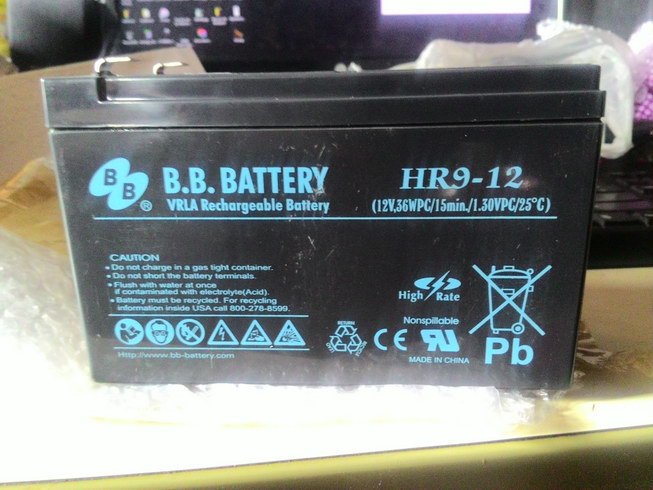 BB ® B.B. BATTERY
VRLA Rechargeable Battery
HR9-12
(12V,36WPC/15min./1.30VPC/25°C)
CAUTION
• Do not charge in a gas tight container.
• Do not short the battery terminals.
• Flush with water at once
if contaminated with electrolyte(Acid).
• Battery must be recycled. For recycling
information inside USA call 800-278-8599.
Http://www.bb-battery.com
High Rate
Nonspillable
RETURN
CE
MADE IN CHINA
Pb